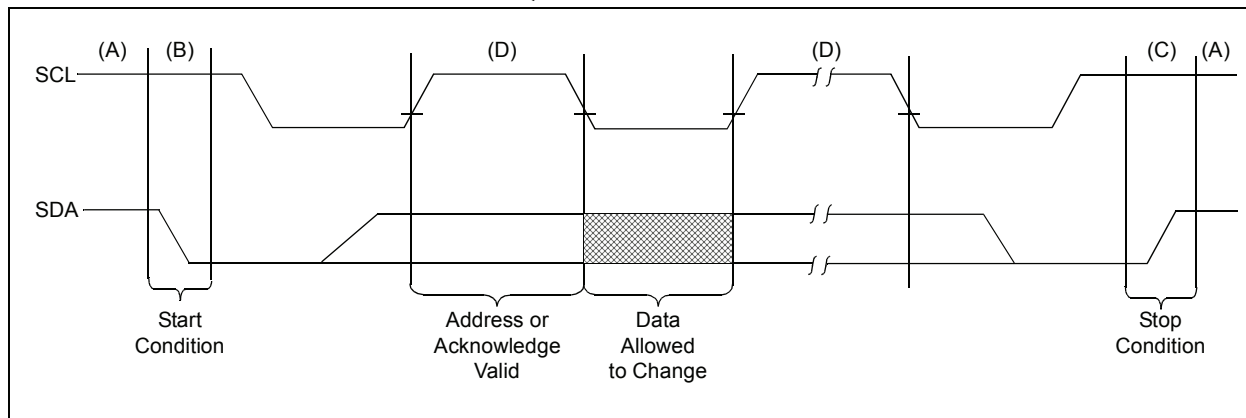 (A) (B) (D) (D) (C) (A)
SCL
SDA
Start
Condition
Address or
Acknowledge
Valid
Data
Allowed
to Change
Stop
Condition